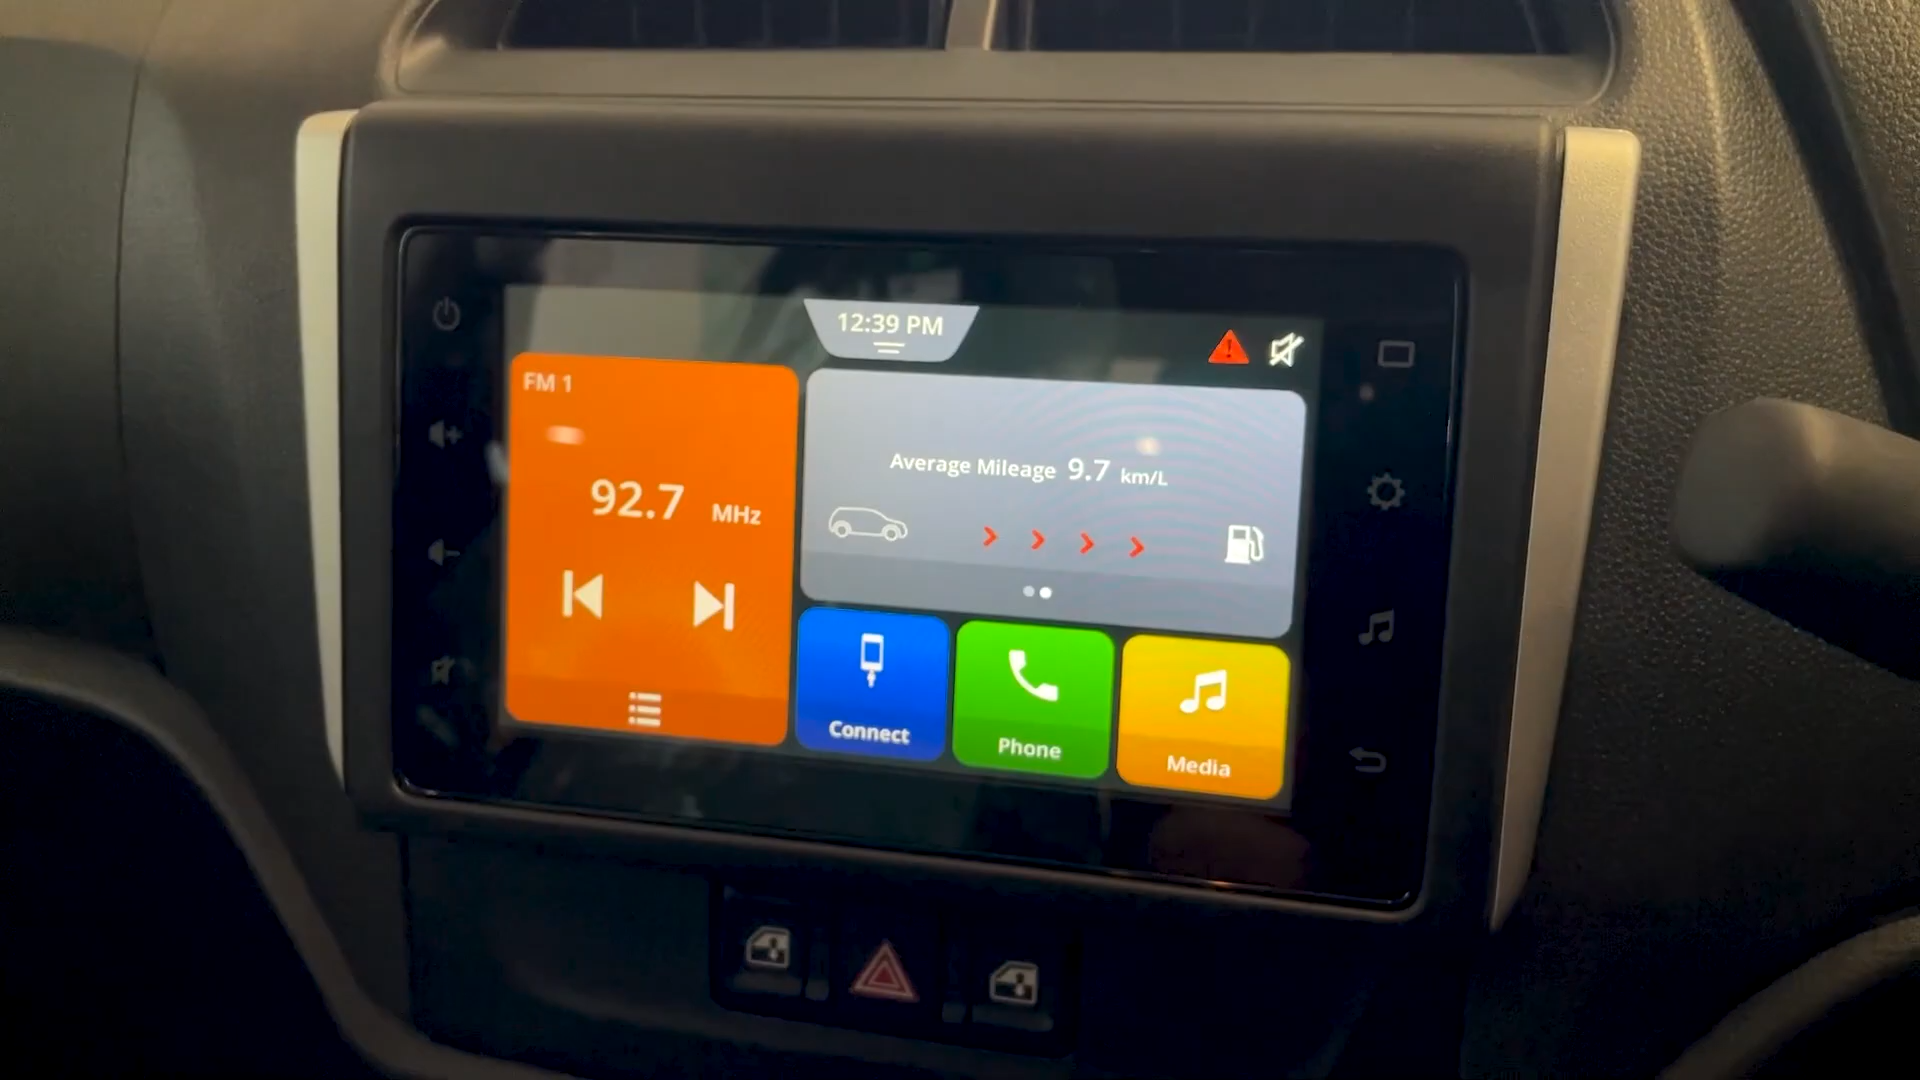 12:39 PM
FM 1
92.7 MHz
Average Mileage 9.7 km/L
Connect
Phone
Media